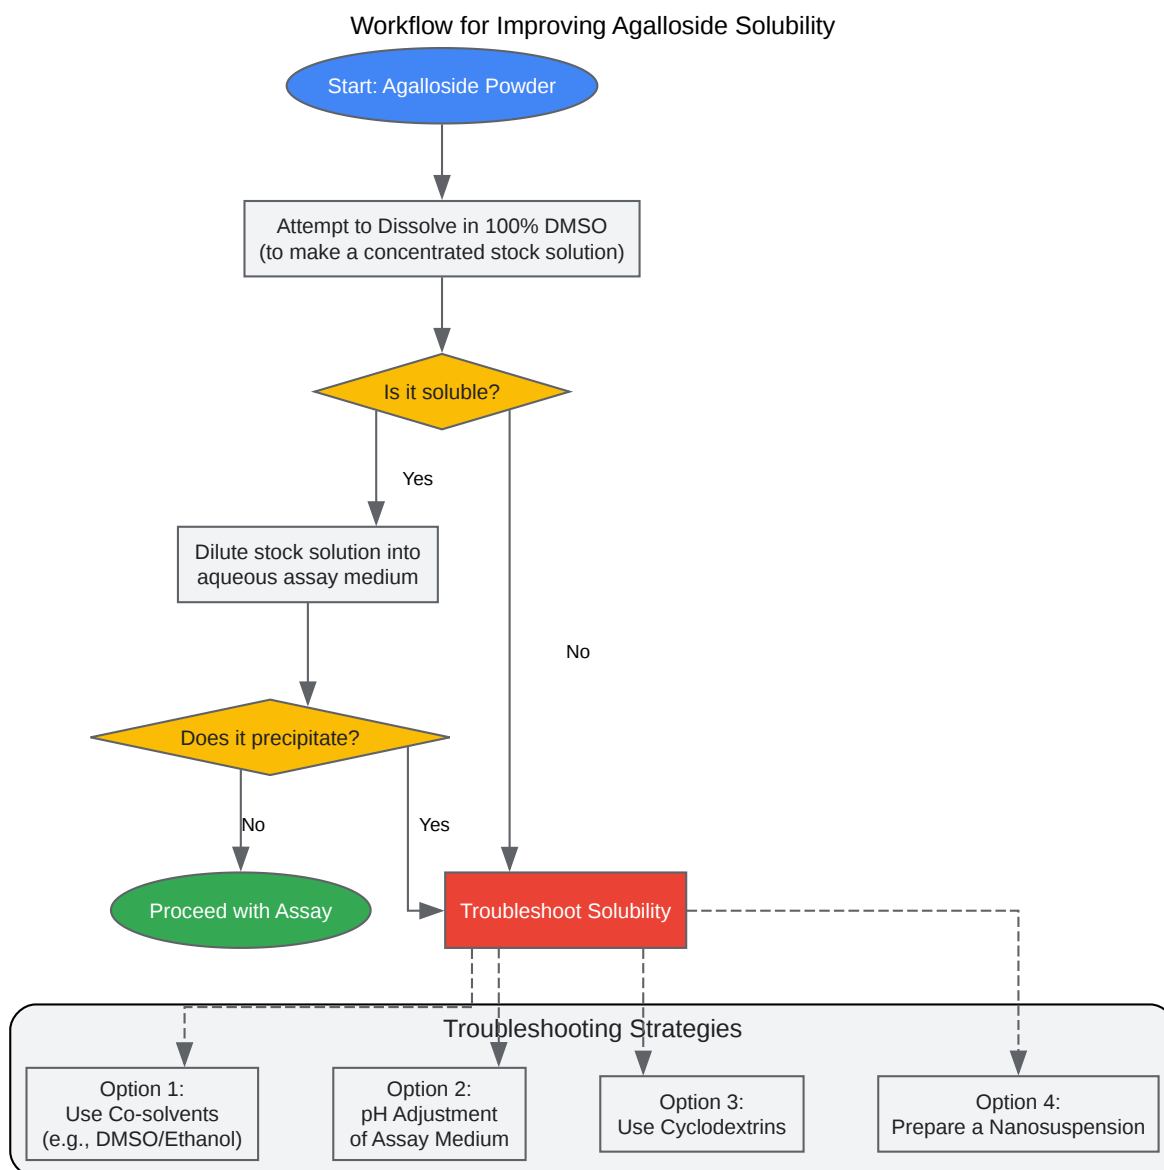 Workflow for Improving Agalloside Solubility
Start: Agalloside Powder
Attempt to Dissolve in 100% DMSO
(to make a concentrated stock solution)
Is it soluble?
Yes
Dilute stock solution into
aqueous assay medium
No
Does it precipitate?
No
Yes
Proceed with Assay
Troubleshoot Solubility
Troubleshooting Strategies
Option 1:
Use Co-solvents
(e.g., DMSO/Ethanol)
Option 2:
pH Adjustment
of Assay Medium
Option 3:
Use Cyclodextrins
Option 4:
Prepare a Nanosuspension